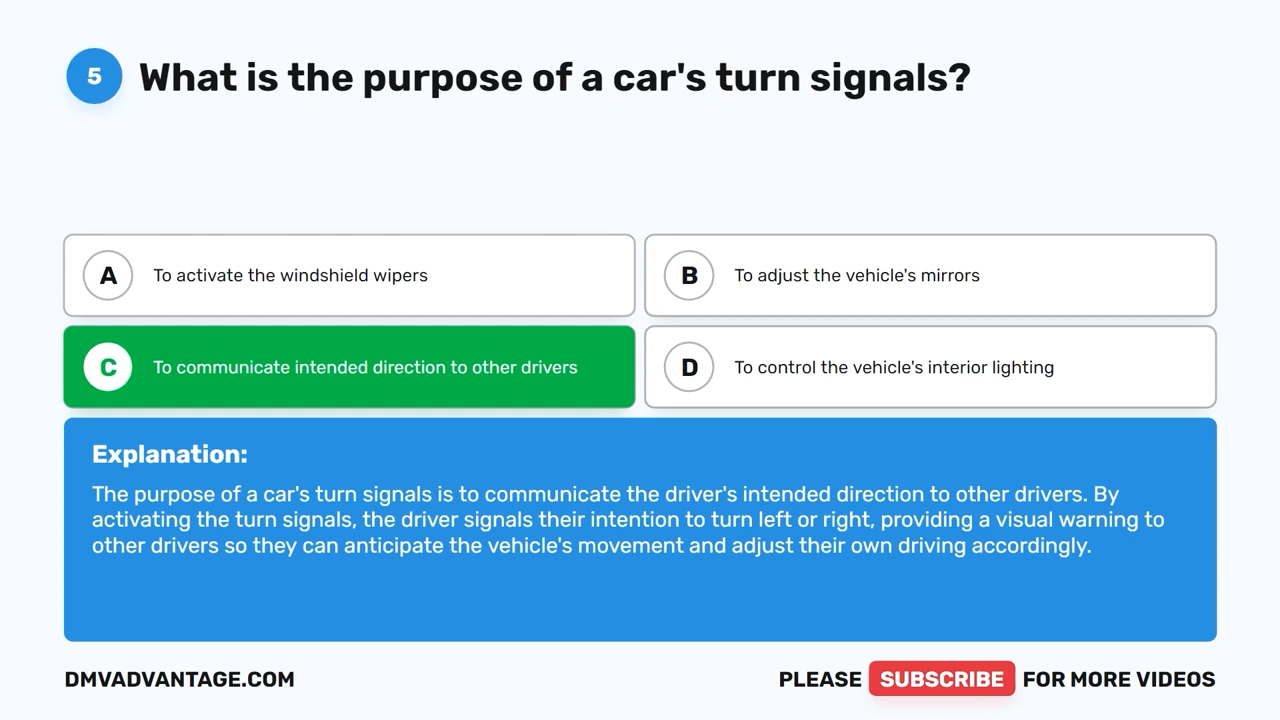 5 What is the purpose of a car's turn signals?
A To activate the windshield wipers
B To adjust the vehicle's mirrors
C To communicate intended direction to other drivers
D To control the vehicle's interior lighting
Explanation:
The purpose of a car's turn signals is to communicate the driver's intended direction to other drivers. By
activating the turn signals, the driver signals their intention to turn left or right, providing a visual warning to
other drivers so they can anticipate the vehicle's movement and adjust their own driving accordingly.
DMVADVANTAGE.COM
PLEASE SUBSCRIBE FOR MORE VIDEOS